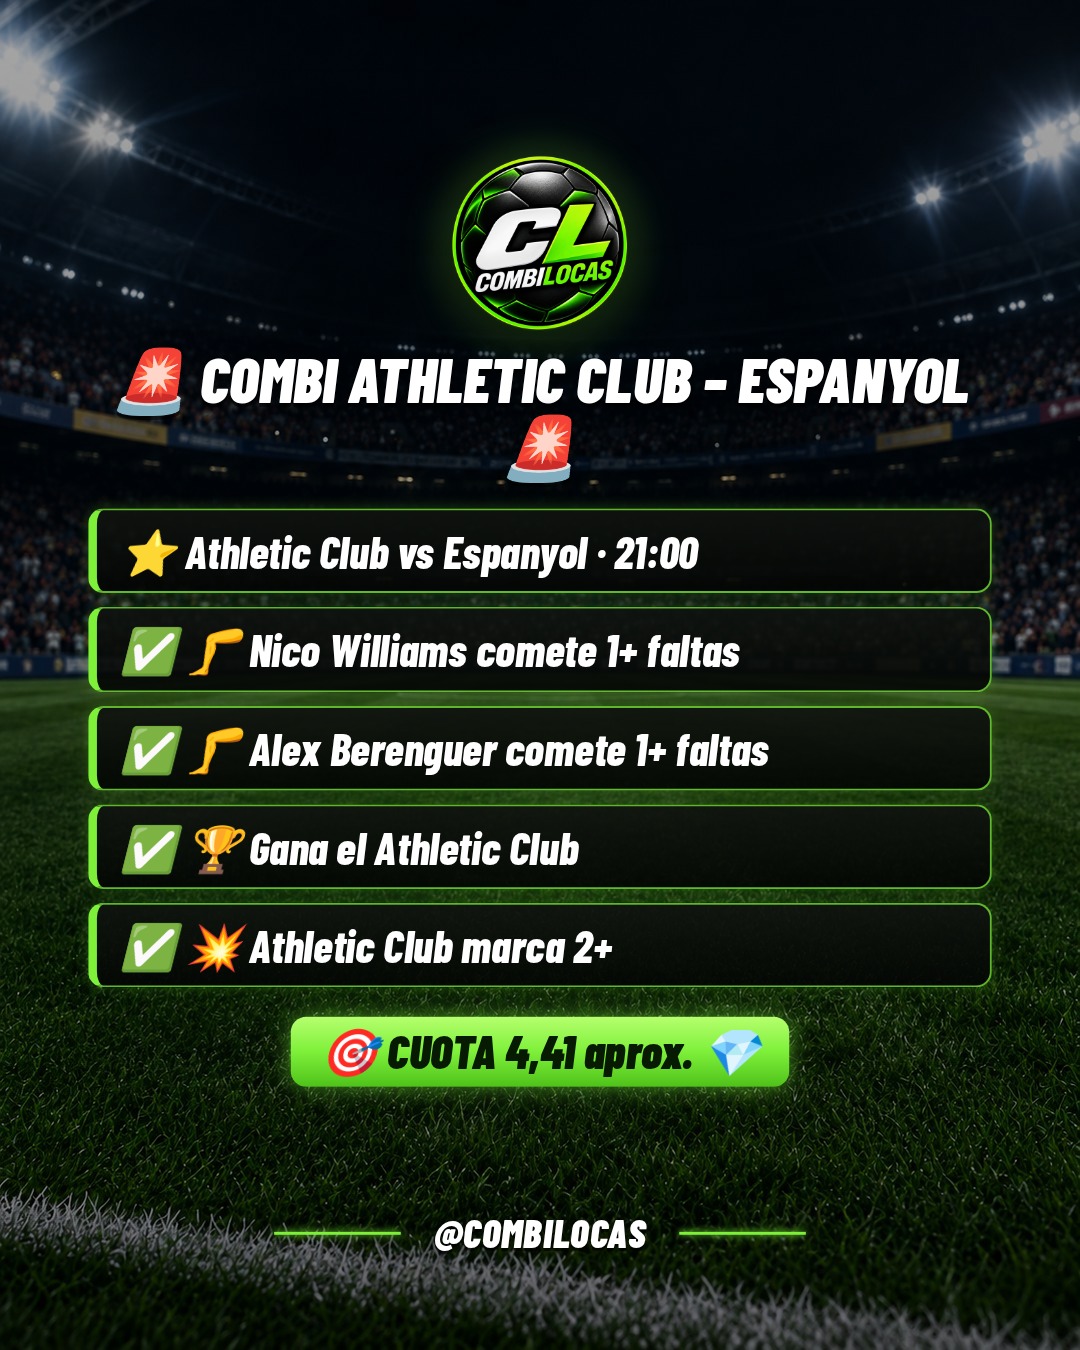 CL
COMBILOCAS
🚨 COMBI ATHLETIC CLUB - ESPANYOL
🚨
⭐ Athletic Club vs Espanyol · 21:00
✅ 🦵 Nico Williams comete 1+ faltas
✅ 🦵 Alex Berenguer comete 1+ faltas
✅ 🏆 Gana el Athletic Club
✅ 💥 Athletic Club marca 2+
🎯 CUOTA 4,41 aprox. 💎
@COMBILOCAS